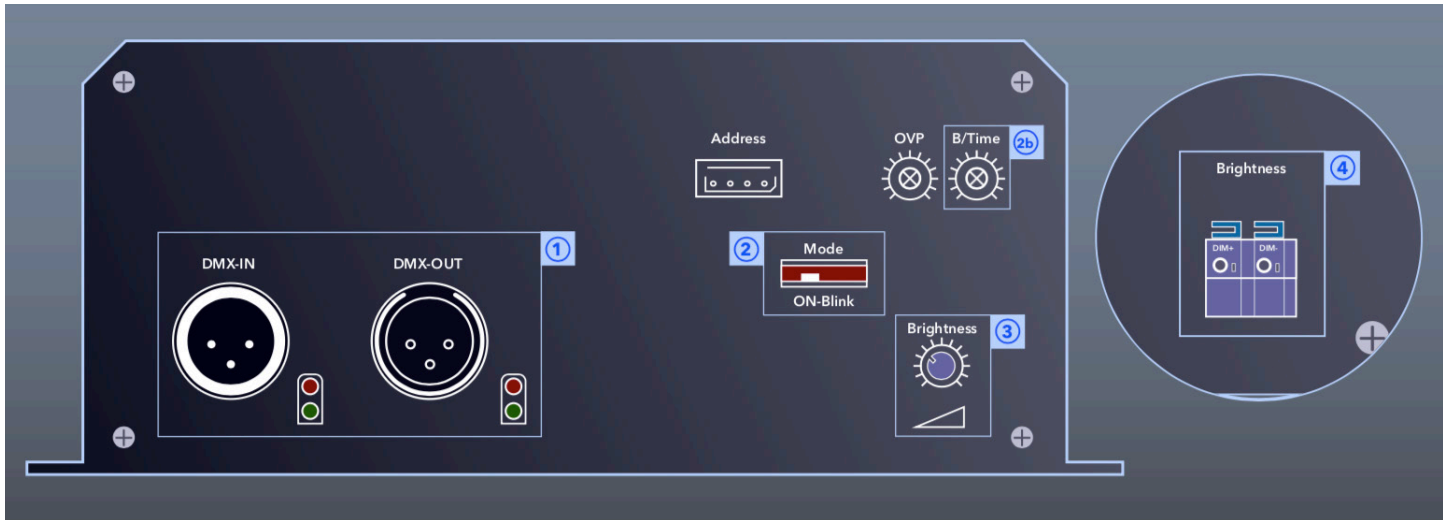 Address
OVP
B/Time
2b
1
DMX-IN
DMX-OUT
2
Mode
ON-Blink
Brightness
3
Brightness
4
DIM+
DIM-